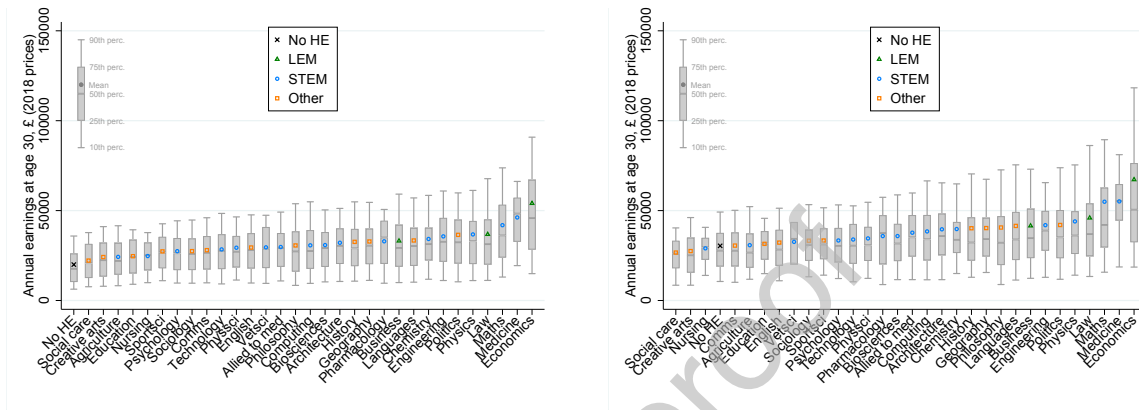 Annual earnings at age 30, £ (2018 prices)
150000
100000
50000
0
90th perc.
75th perc.
Mean
50th perc.
25th perc.
10th perc.
No HE
LEM
STEM
Other
No HE
Social care
Creative arts
Agriculture
Education
Nursing
Sportsci
Psychology
Sociology
Comms
Technology
Physsci
English
Vetsci
Allied to med
Philosophy
Computing
Biosciences
Architecture
History
Geography
Pharmacology
Business
Languages
Chemistry
Engineering
Politics
Physics
Law
Maths
Medicine
Economics
Annual earnings at age 30, £ (2018 prices)
150000
100000
50000
0
90th perc.
75th perc.
Mean
50th perc.
25th perc.
10th perc.
No HE
LEM
STEM
Other
Social care
Creative arts
Nursing
No HE
Comms
Agriculture
Education
English
Vetsci
Sociology
Sportsci
Psychology
Technology
Physsci
Pharmacology
Biosciences
Allied to med
Computing
Architecture
Chemistry
History
Geography
Philosophy
Languages
Business
Engineering
Politics
Physics
Law
Maths
Medicine
Economics
proof